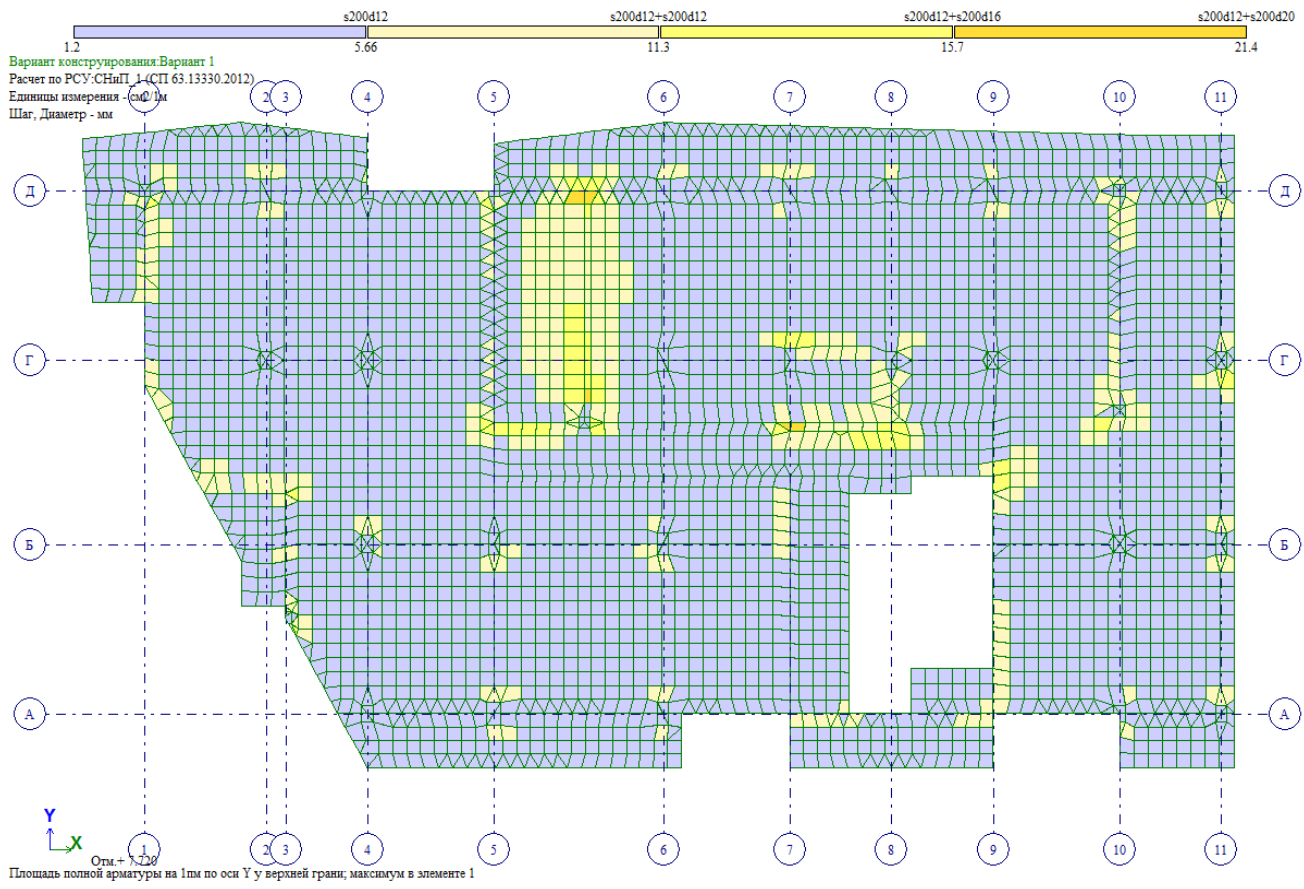 s200d12 s200d12+s200d12 s200d12+s200d16 s200d12+s200d20
1.2 5.66 11.3 15.7 21.4
Вариант конструирования:Вариант 1
Расчет по РСУ:СНиП_1 (СП 63.13330.2012)
Единицы измерения - см2/1м
Шаг, Диаметр - мм
2 3 4 5 6 7 8 9 10 11
Д Д
Г Г
Б Б
А А
Y
X
1 2 3 4 5 6 7 8 9 10 11
Отм.+ 7.720
Площадь полной арматуры на 1пм по оси Y у верхней грани; максимум в элементе 1